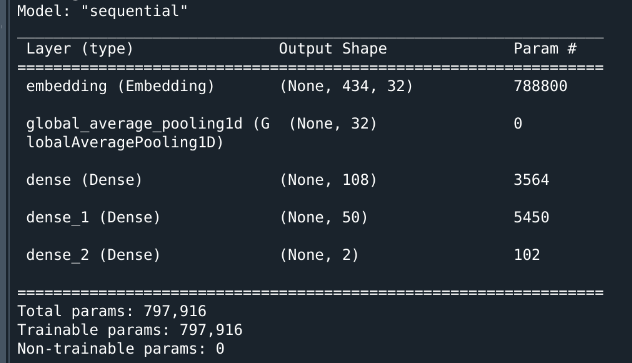 Model: "sequential"
_________________________________________________________________
Layer (type) Output Shape Param #
=================================================================
embedding (Embedding) (None, 434, 32) 788800
global_average_pooling1d (G (None, 32) 0
lobalAveragePooling1D)
dense (Dense) (None, 108) 3564
dense_1 (Dense) (None, 50) 5450
dense_2 (Dense) (None, 2) 102
=================================================================
Total params: 797,916
Trainable params: 797,916
Non-trainable params: 0